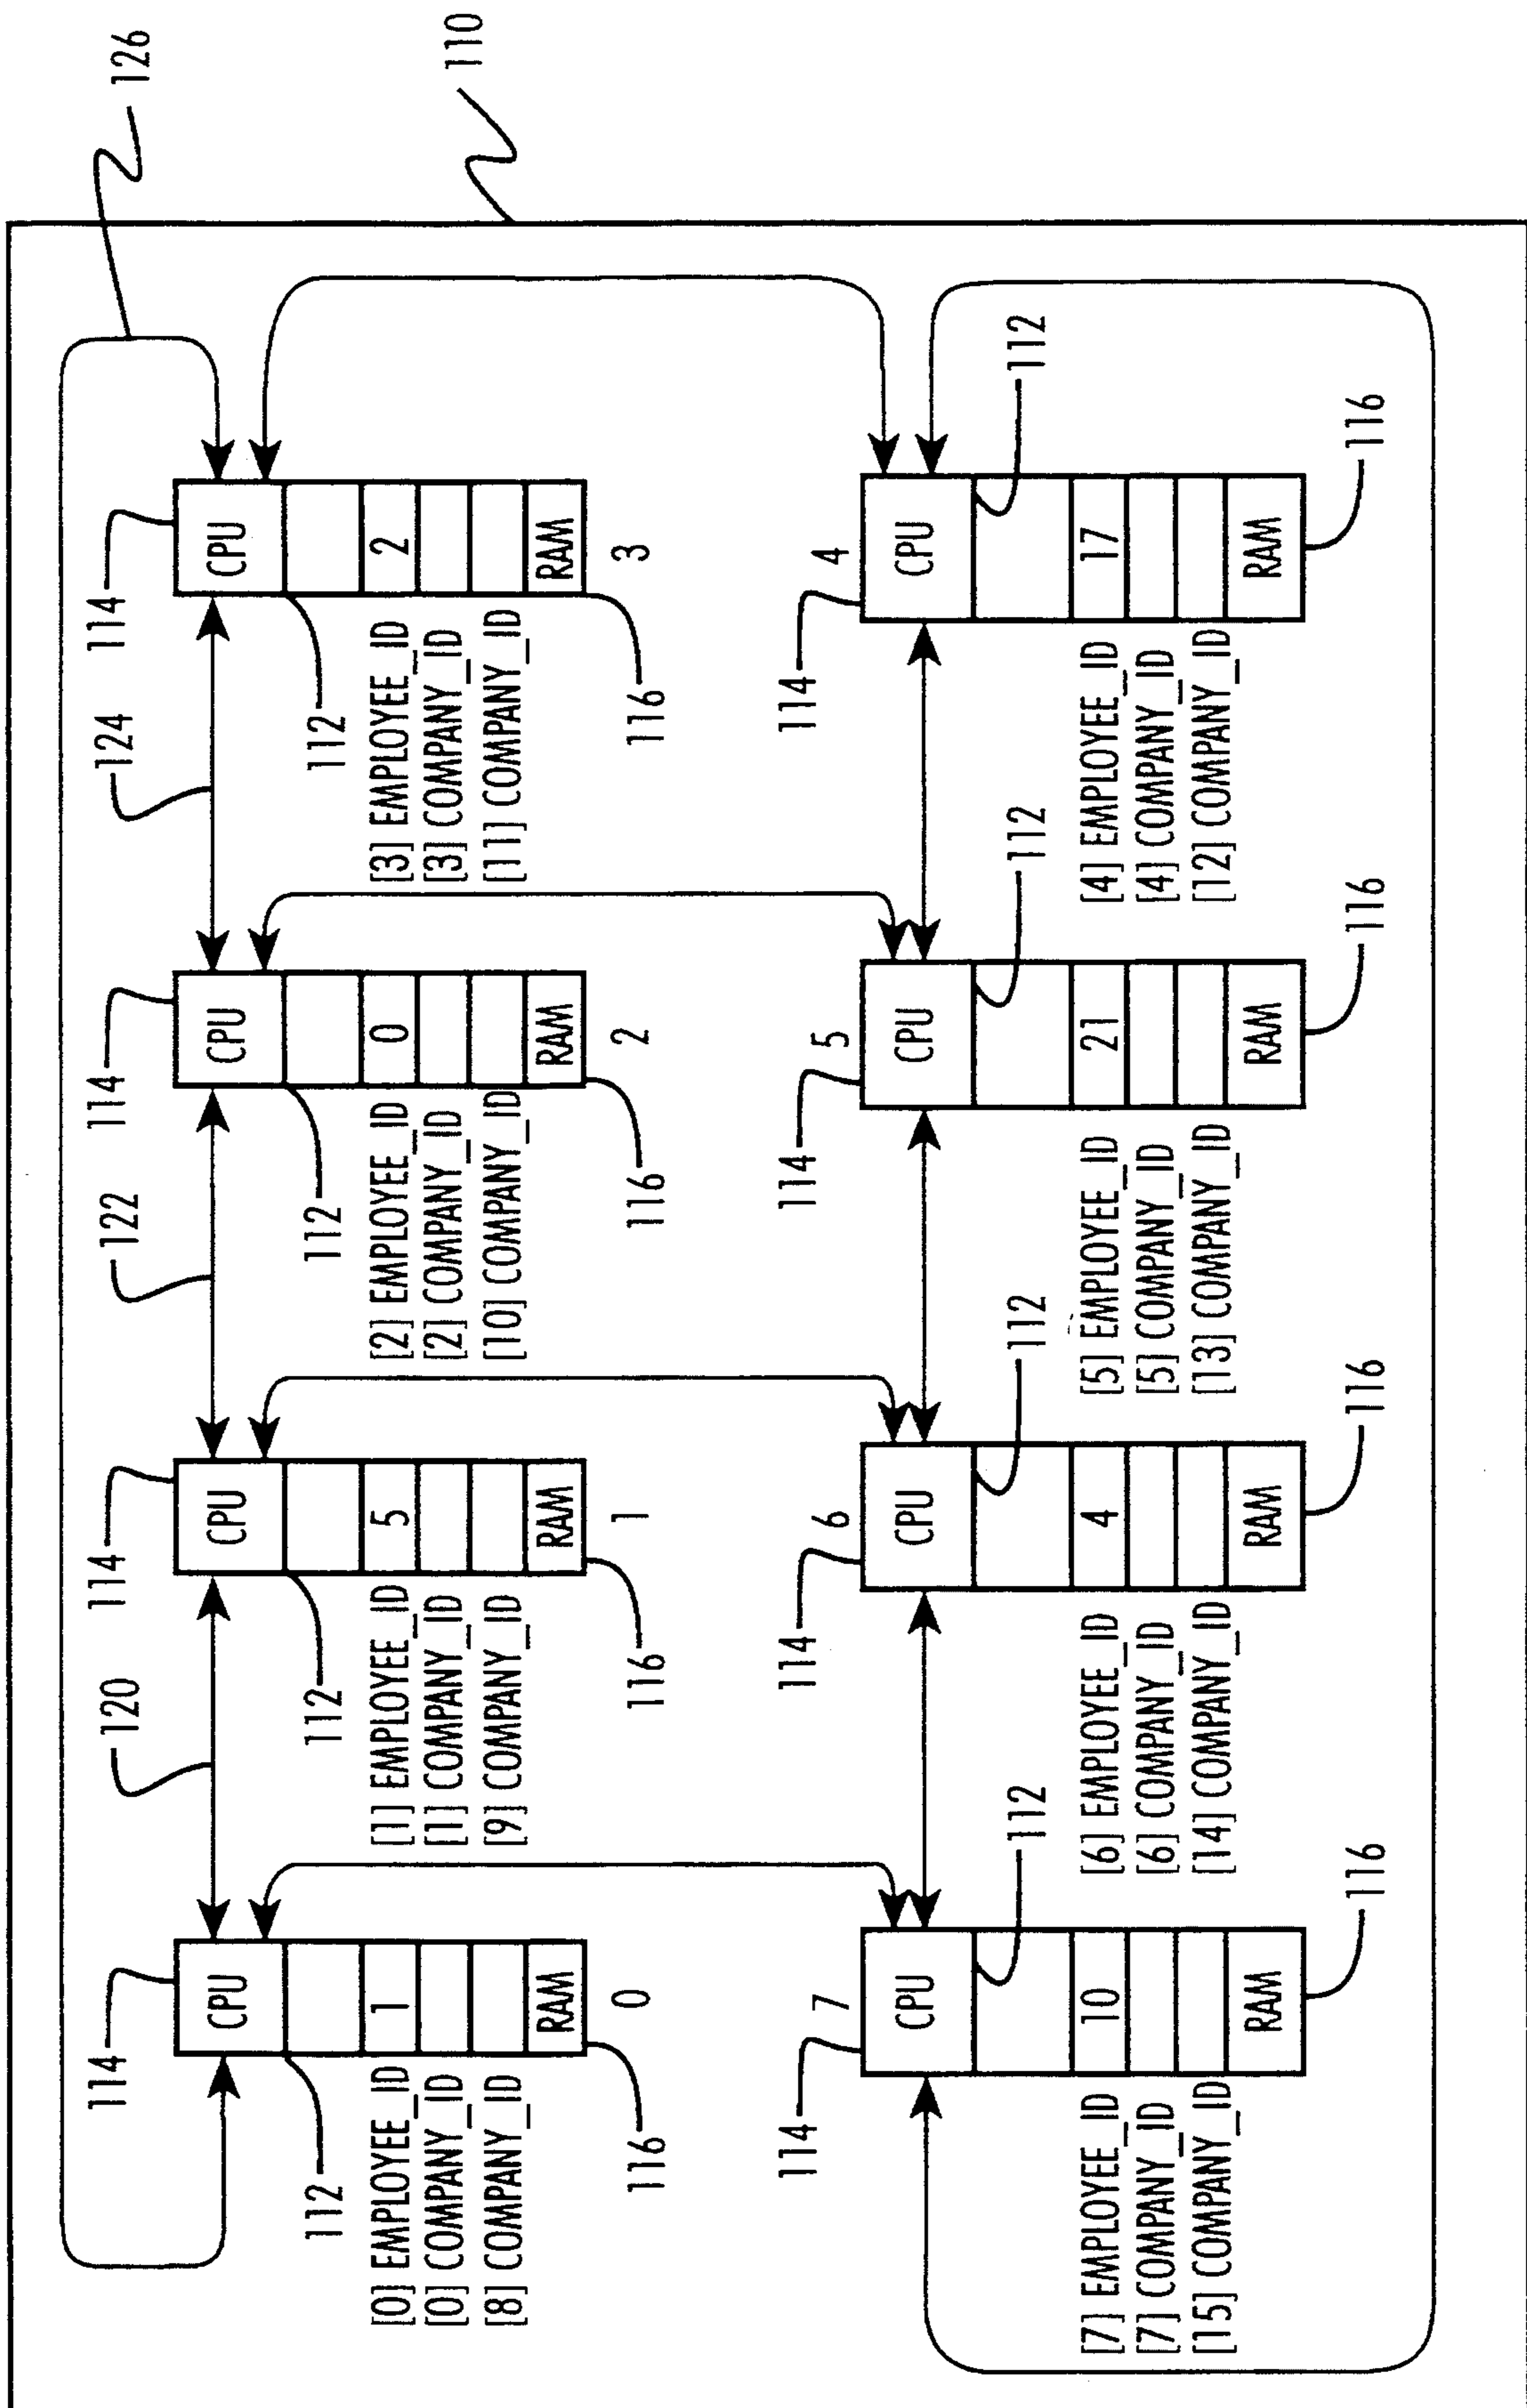 126
110
114
114
114
114
120
122
124
CPU
CPU
CPU
CPU
112
112
112
112
[0] EMPLOYEE_ID
1
[1] EMPLOYEE_ID
5
[2] EMPLOYEE_ID
0
[3] EMPLOYEE_ID
2
[0] COMPANY_ID
[1] COMPANY_ID
[2] COMPANY_ID
[3] COMPANY_ID
[8] COMPANY_ID
[9] COMPANY_ID
[10] COMPANY_ID
[11] COMPANY_ID
RAM
RAM
RAM
RAM
116
0
116
1
116
2
116
3
114
7
114
6
114
5
114
4
CPU
CPU
CPU
CPU
112
112
112
112
[7] EMPLOYEE_ID
10
[6] EMPLOYEE_ID
4
[5] EMPLOYEE_ID
21
[4] EMPLOYEE_ID
17
[7] COMPANY_ID
[6] COMPANY_ID
[5] COMPANY_ID
[4] COMPANY_ID
[15] COMPANY_ID
[14] COMPANY_ID
[13] COMPANY_ID
[12] COMPANY_ID
RAM
RAM
RAM
RAM
116
116
116
116